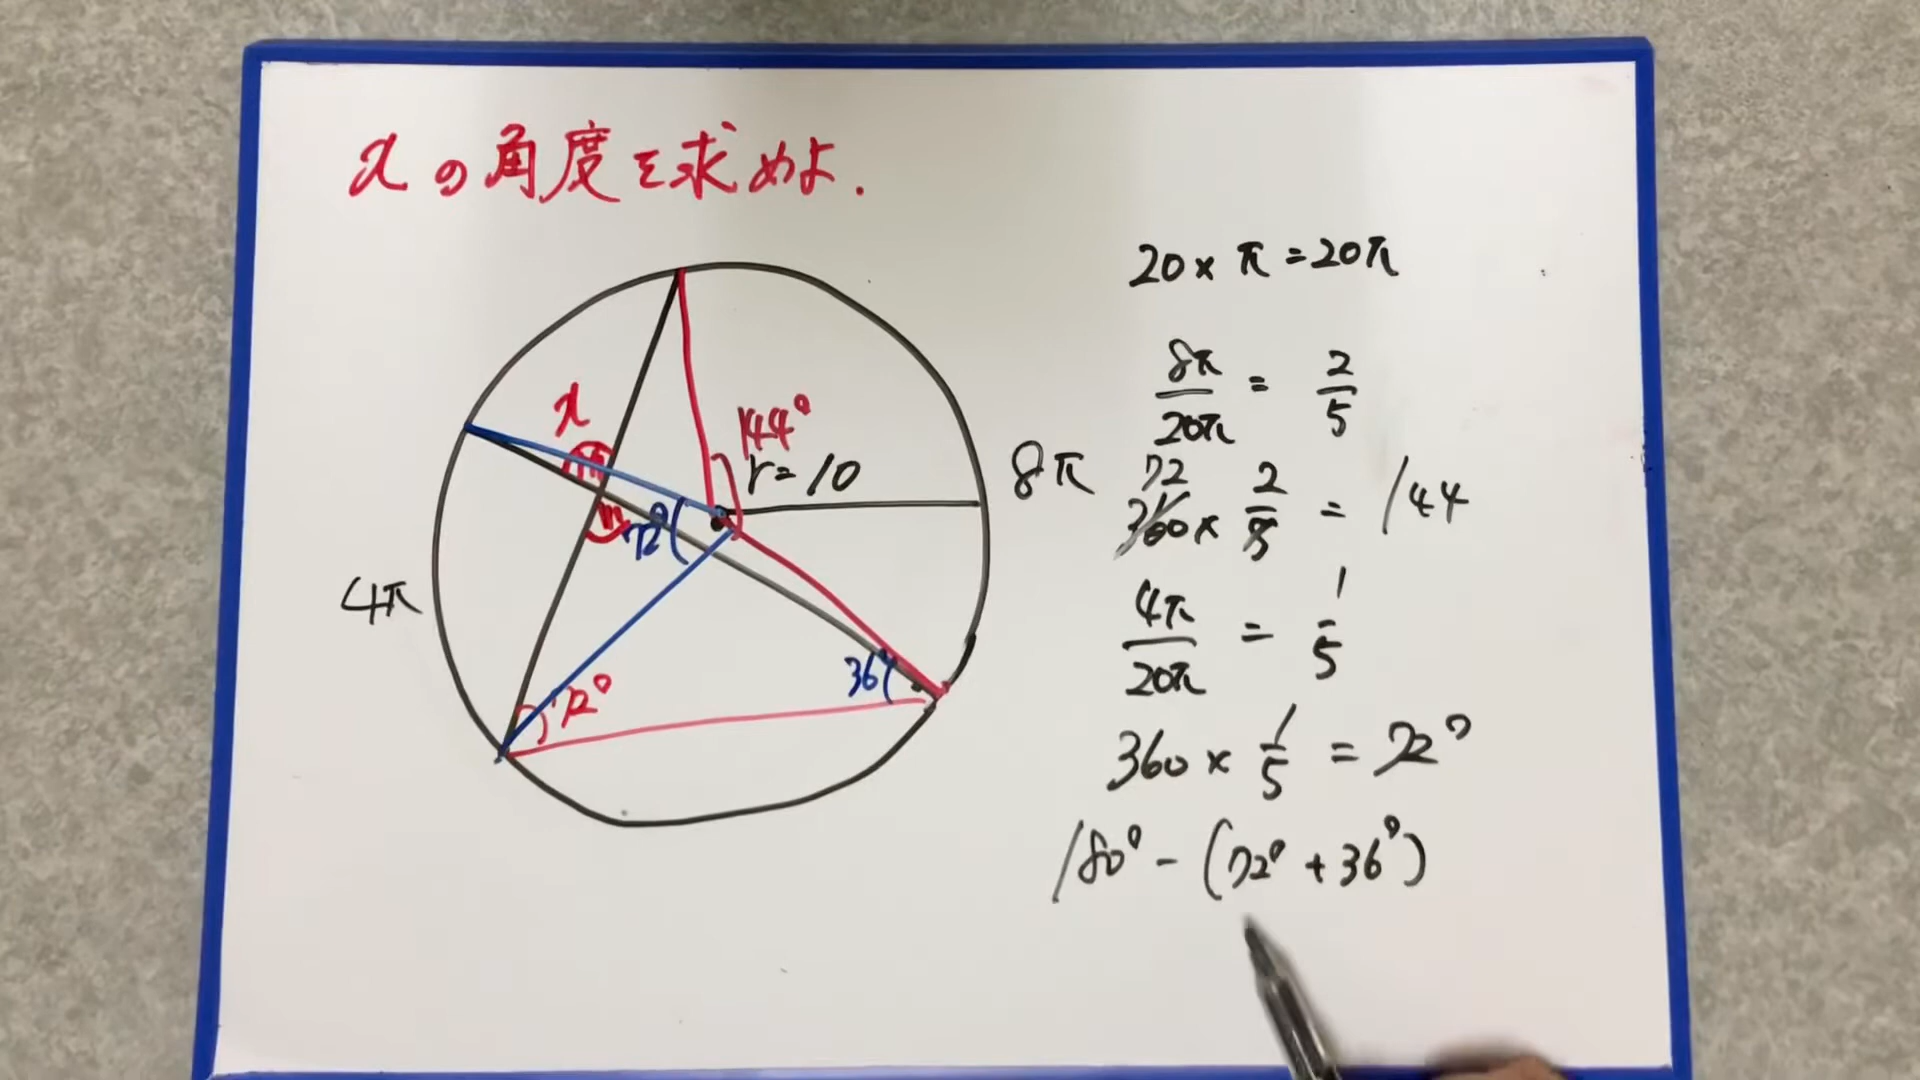 xの角度を求めよ.
20×π=20π
8π/20π = 2/5
72
360×2/5 = 144
4π/20π = 1/5
360×1/5 = 72°
180°-(72°+36°)
x
144°
r=10
8π
72°
4π
36
72°